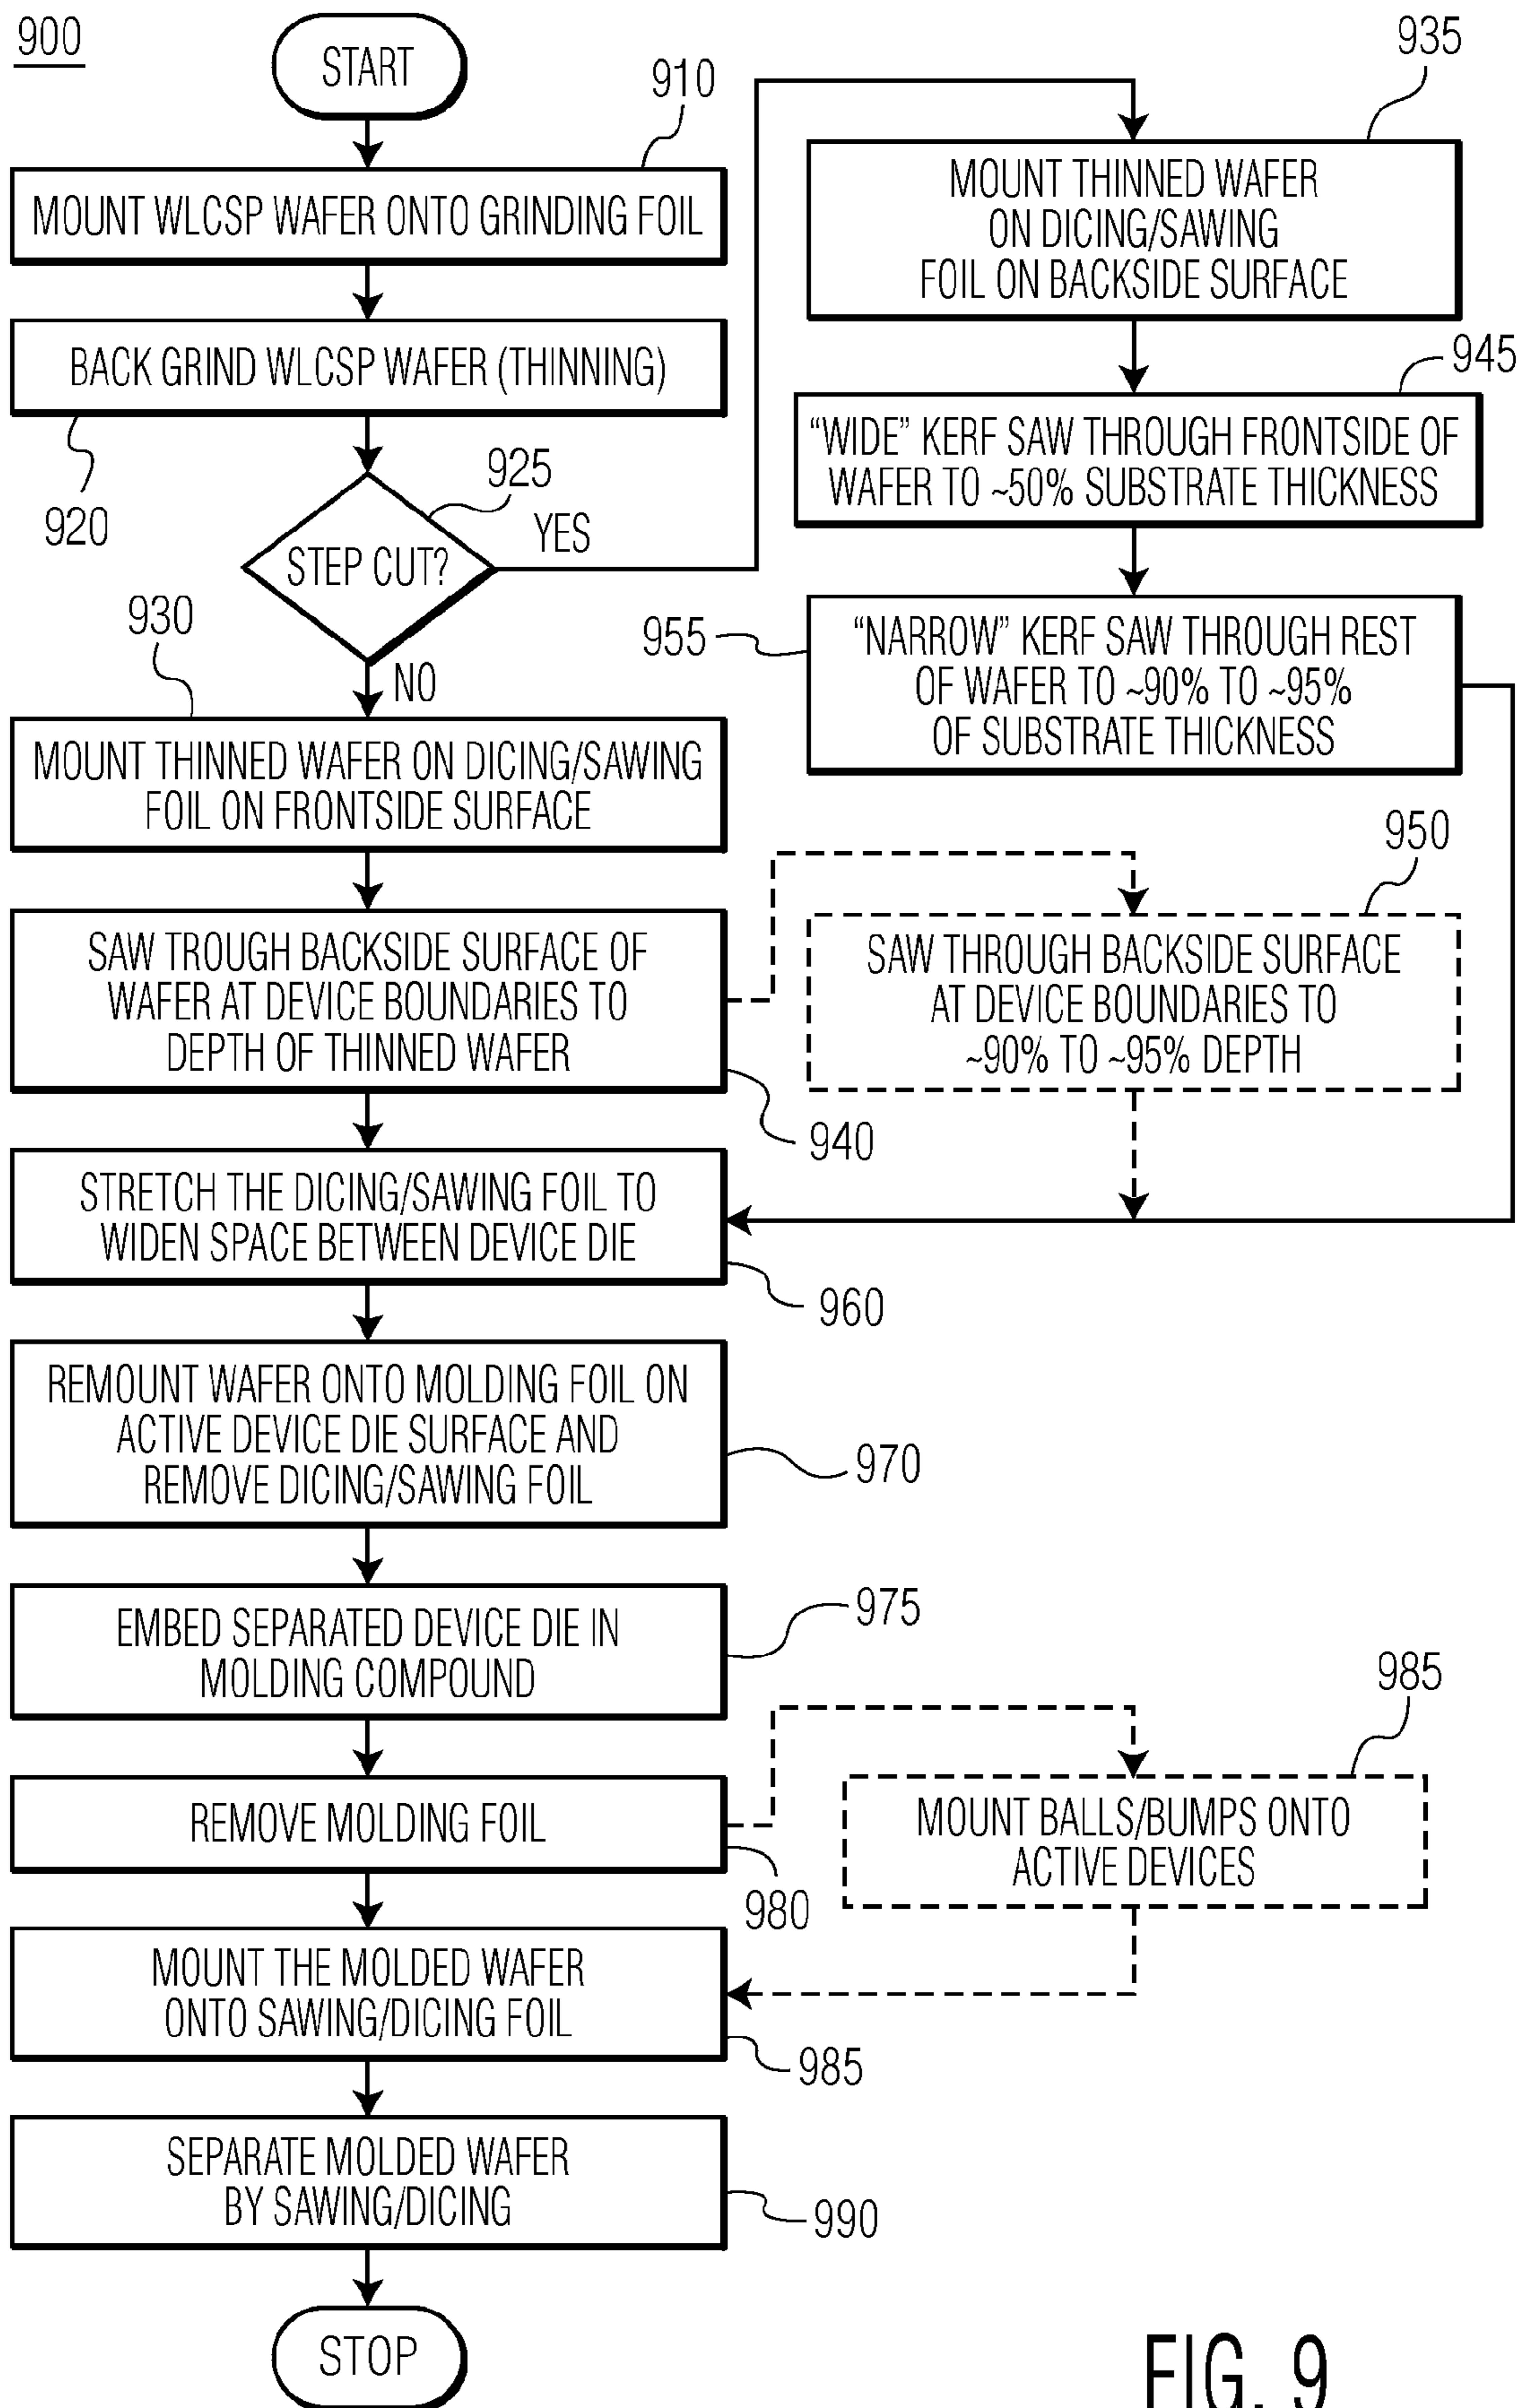 900
START
910
MOUNT WLCSP WAFER ONTO GRINDING FOIL
BACK GRIND WLCSP WAFER (THINNING)
920
925
STEP CUT?
YES
NO
935
MOUNT THINNED WAFER
ON DICING/SAWING
FOIL ON BACKSIDE SURFACE
945
“WIDE” KERF SAW THROUGH FRONTSIDE OF
WAFER TO ~50% SUBSTRATE THICKNESS
955
“NARROW” KERF SAW THROUGH REST
OF WAFER TO ~90% TO ~95%
OF SUBSTRATE THICKNESS
930
MOUNT THINNED WAFER ON DICING/SAWING
FOIL ON FRONTSIDE SURFACE
SAW TROUGH BACKSIDE SURFACE OF
WAFER AT DEVICE BOUNDARIES TO
DEPTH OF THINNED WAFER
940
950
SAW THROUGH BACKSIDE SURFACE
AT DEVICE BOUNDARIES TO
~90% TO ~95% DEPTH
STRETCH THE DICING/SAWING FOIL TO
WIDEN SPACE BETWEEN DEVICE DIE
960
REMOUNT WAFER ONTO MOLDING FOIL ON
ACTIVE DEVICE DIE SURFACE AND
REMOVE DICING/SAWING FOIL
970
EMBED SEPARATED DEVICE DIE IN
MOLDING COMPOUND
975
REMOVE MOLDING FOIL
980
985
MOUNT BALLS/BUMPS ONTO
ACTIVE DEVICES
MOUNT THE MOLDED WAFER
ONTO SAWING/DICING FOIL
985
SEPARATE MOLDED WAFER
BY SAWING/DICING
990
STOP
FIG. 9